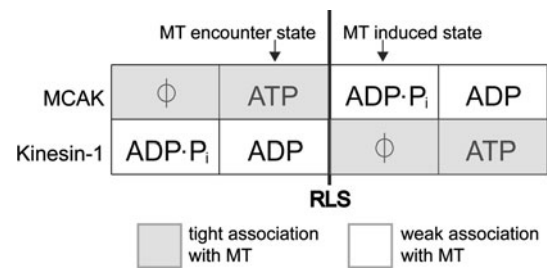 MT encounter state MT induced state
MCAK ϕ ATP ADP·Pi ADP
Kinesin-1 ADP·Pi ADP ϕ ATP
RLS
tight association with MT
weak association with MT